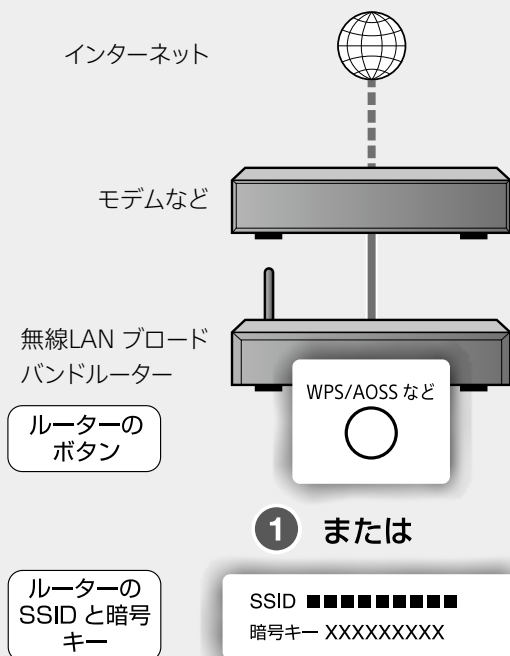 インターネット
モデムなど
無線LAN ブロード
バンドルーター
WPS/AOSS など
ルーターの
ボタン
1 または
ルーターの
SSID と暗号
キー
SSID ■■■■■■■■■
暗号キー XXXXXXXXX